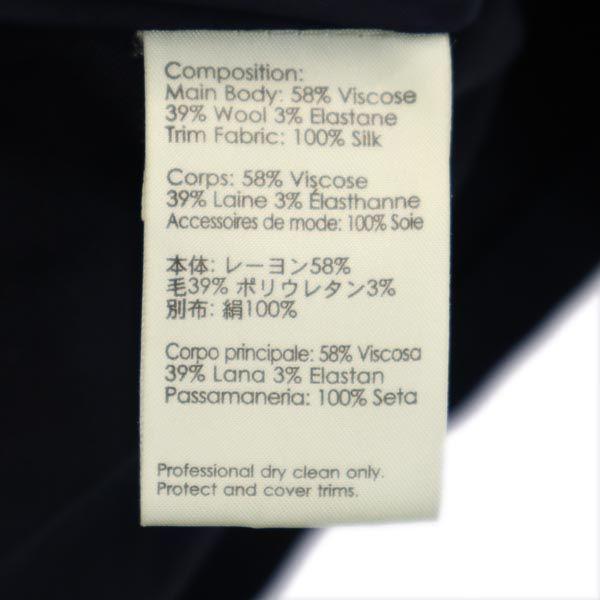 Composition:
Main Body: 58% Viscose
39% Wool 3% Elastane
Trim Fabric: 100% Silk
Corps: 58% Viscose
39% Laine 3% Élasthanne
Accessoires de mode: 100% Soie
本体: レーヨン58%
毛39% ポリウレタン3%
別布: 絹100%
Corpo principale: 58% Viscosa
39% Lana 3% Elastan
Passamaneria: 100% Seta
Professional dry clean only.
Protect and cover trims.